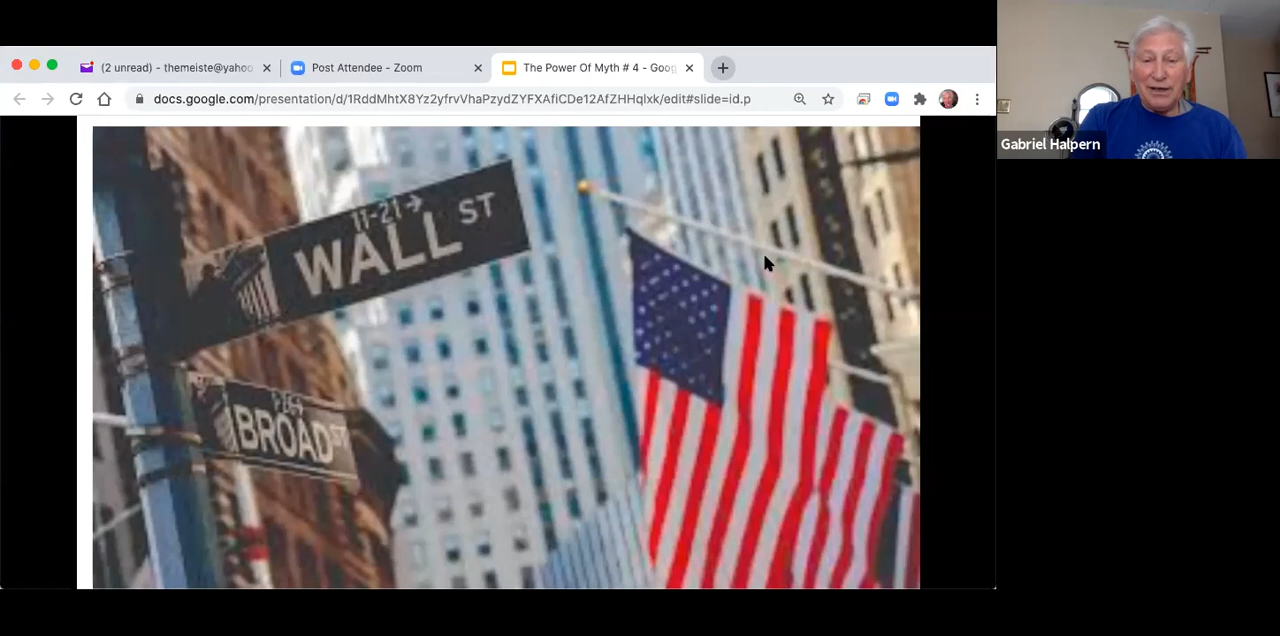 (2 unread) - themeiste@yahoo
Post Attendee - Zoom
The Power Of Myth # 4 - Goog
docs.google.com/presentation/d/1RddMhtX8Yz2yfrvVhaPzydZYFXAfiCDe12AfZHHqlxk/edit#slide=id.p
Gabriel Halpern
11-21→
WALL ST
BROAD ST